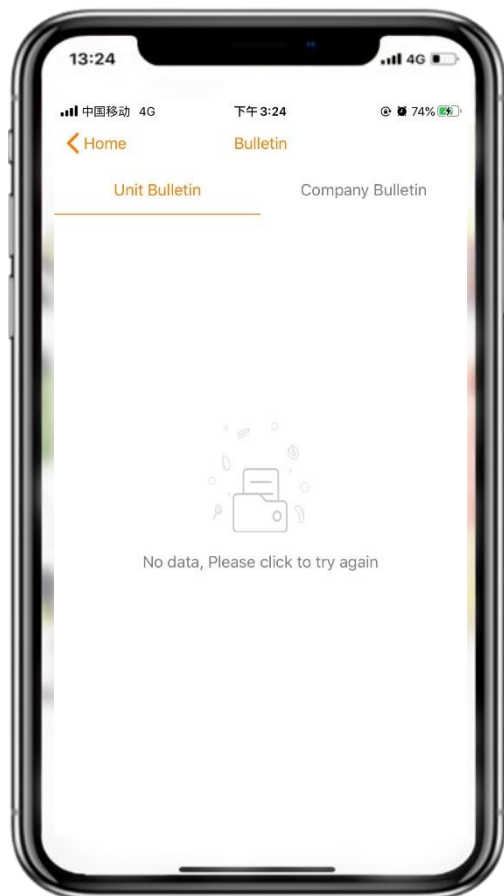 13:24 4G
中国移动 4G 下午 3:24 74%
Home Bulletin
Unit Bulletin Company Bulletin
No data, Please click to try again